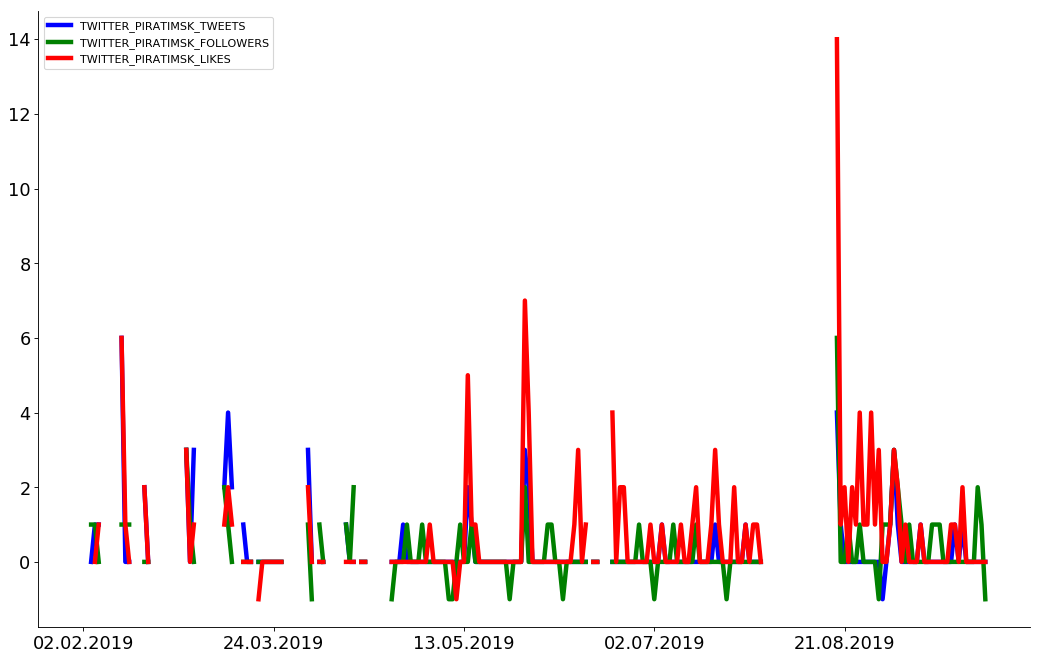 TWITTER_PIRATIMSK_TWEETS
TWITTER_PIRATIMSK_FOLLOWERS
TWITTER_PIRATIMSK_LIKES
14
12
10
8
6
4
2
0
02.02.2019 24.03.2019 13.05.2019 02.07.2019 21.08.2019